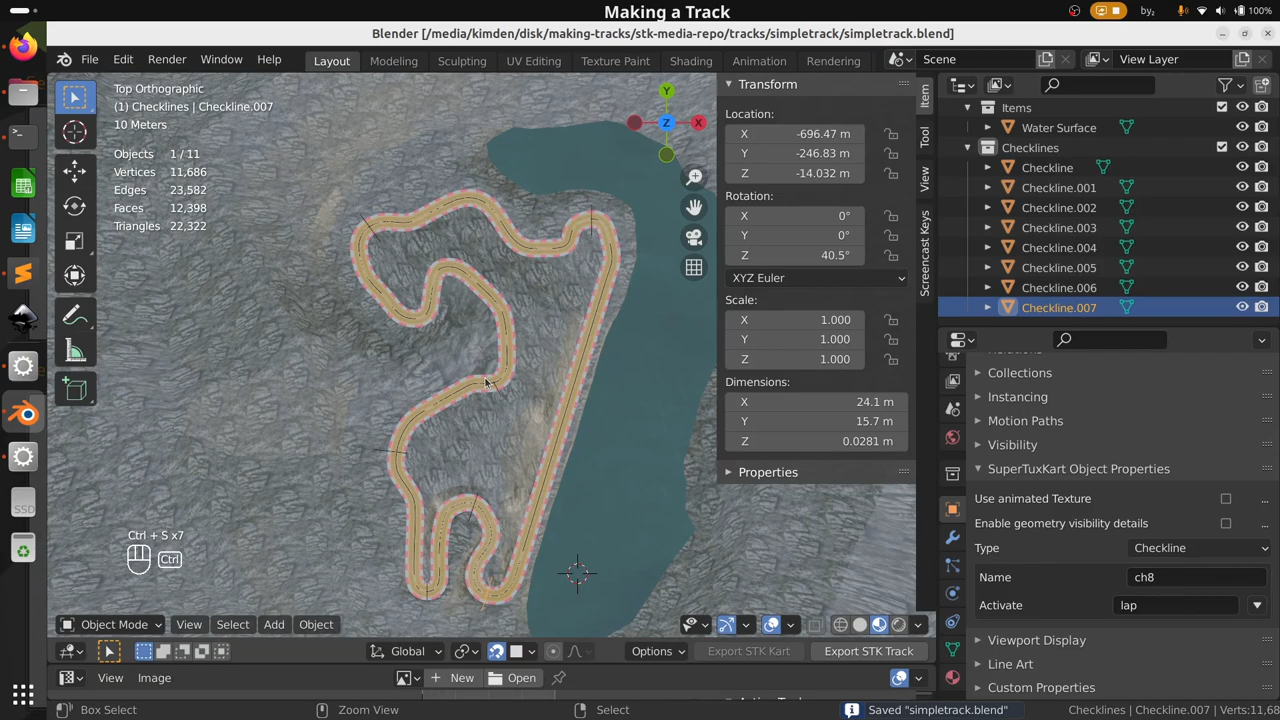 Making a Track
by₂
100%
Blender [/media/kimden/disk/making-tracks/stk-media-repo/tracks/simpletrack/simpletrack.blend]
File Edit Render Window Help
Layout Modeling Sculpting UV Editing Texture Paint Shading Animation Rendering
Scene
View Layer
Top Orthographic
(1) Checklines | Checkline.007
10 Meters
Objects 1 / 11
Vertices 11,686
Edges 23,582
Faces 12,398
Triangles 22,322
Y
X
Z
Ctrl + S x7
Ctrl
SSD
Transform
Location:
X -696.47 m
Y -246.83 m
Z -14.032 m
Rotation:
X 0°
Y 0°
Z 40.5°
XYZ Euler
Scale:
X 1.000
Y 1.000
Z 1.000
Dimensions:
X 24.1 m
Y 15.7 m
Z 0.0281 m
Properties
Item
Tool
View
Screencast Keys
Items
Water Surface
Checklines
Checkline
Checkline.001
Checkline.002
Checkline.003
Checkline.004
Checkline.005
Checkline.006
Checkline.007
Collections
Instancing
Motion Paths
Visibility
SuperTuxKart Object Properties
Use animated Texture ...
Enable geometry visibility details ...
Type Checkline
Name ch8
Activate lap
Viewport Display
Line Art
Custom Properties
Object Mode View Select Add Object
Global
Options
Export STK Kart
Export STK Track
View Image
New
Open
Box Select
Zoom View
Select
Saved "simpletrack.blend"
Checklines | Checkline.007 | Verts:11,68